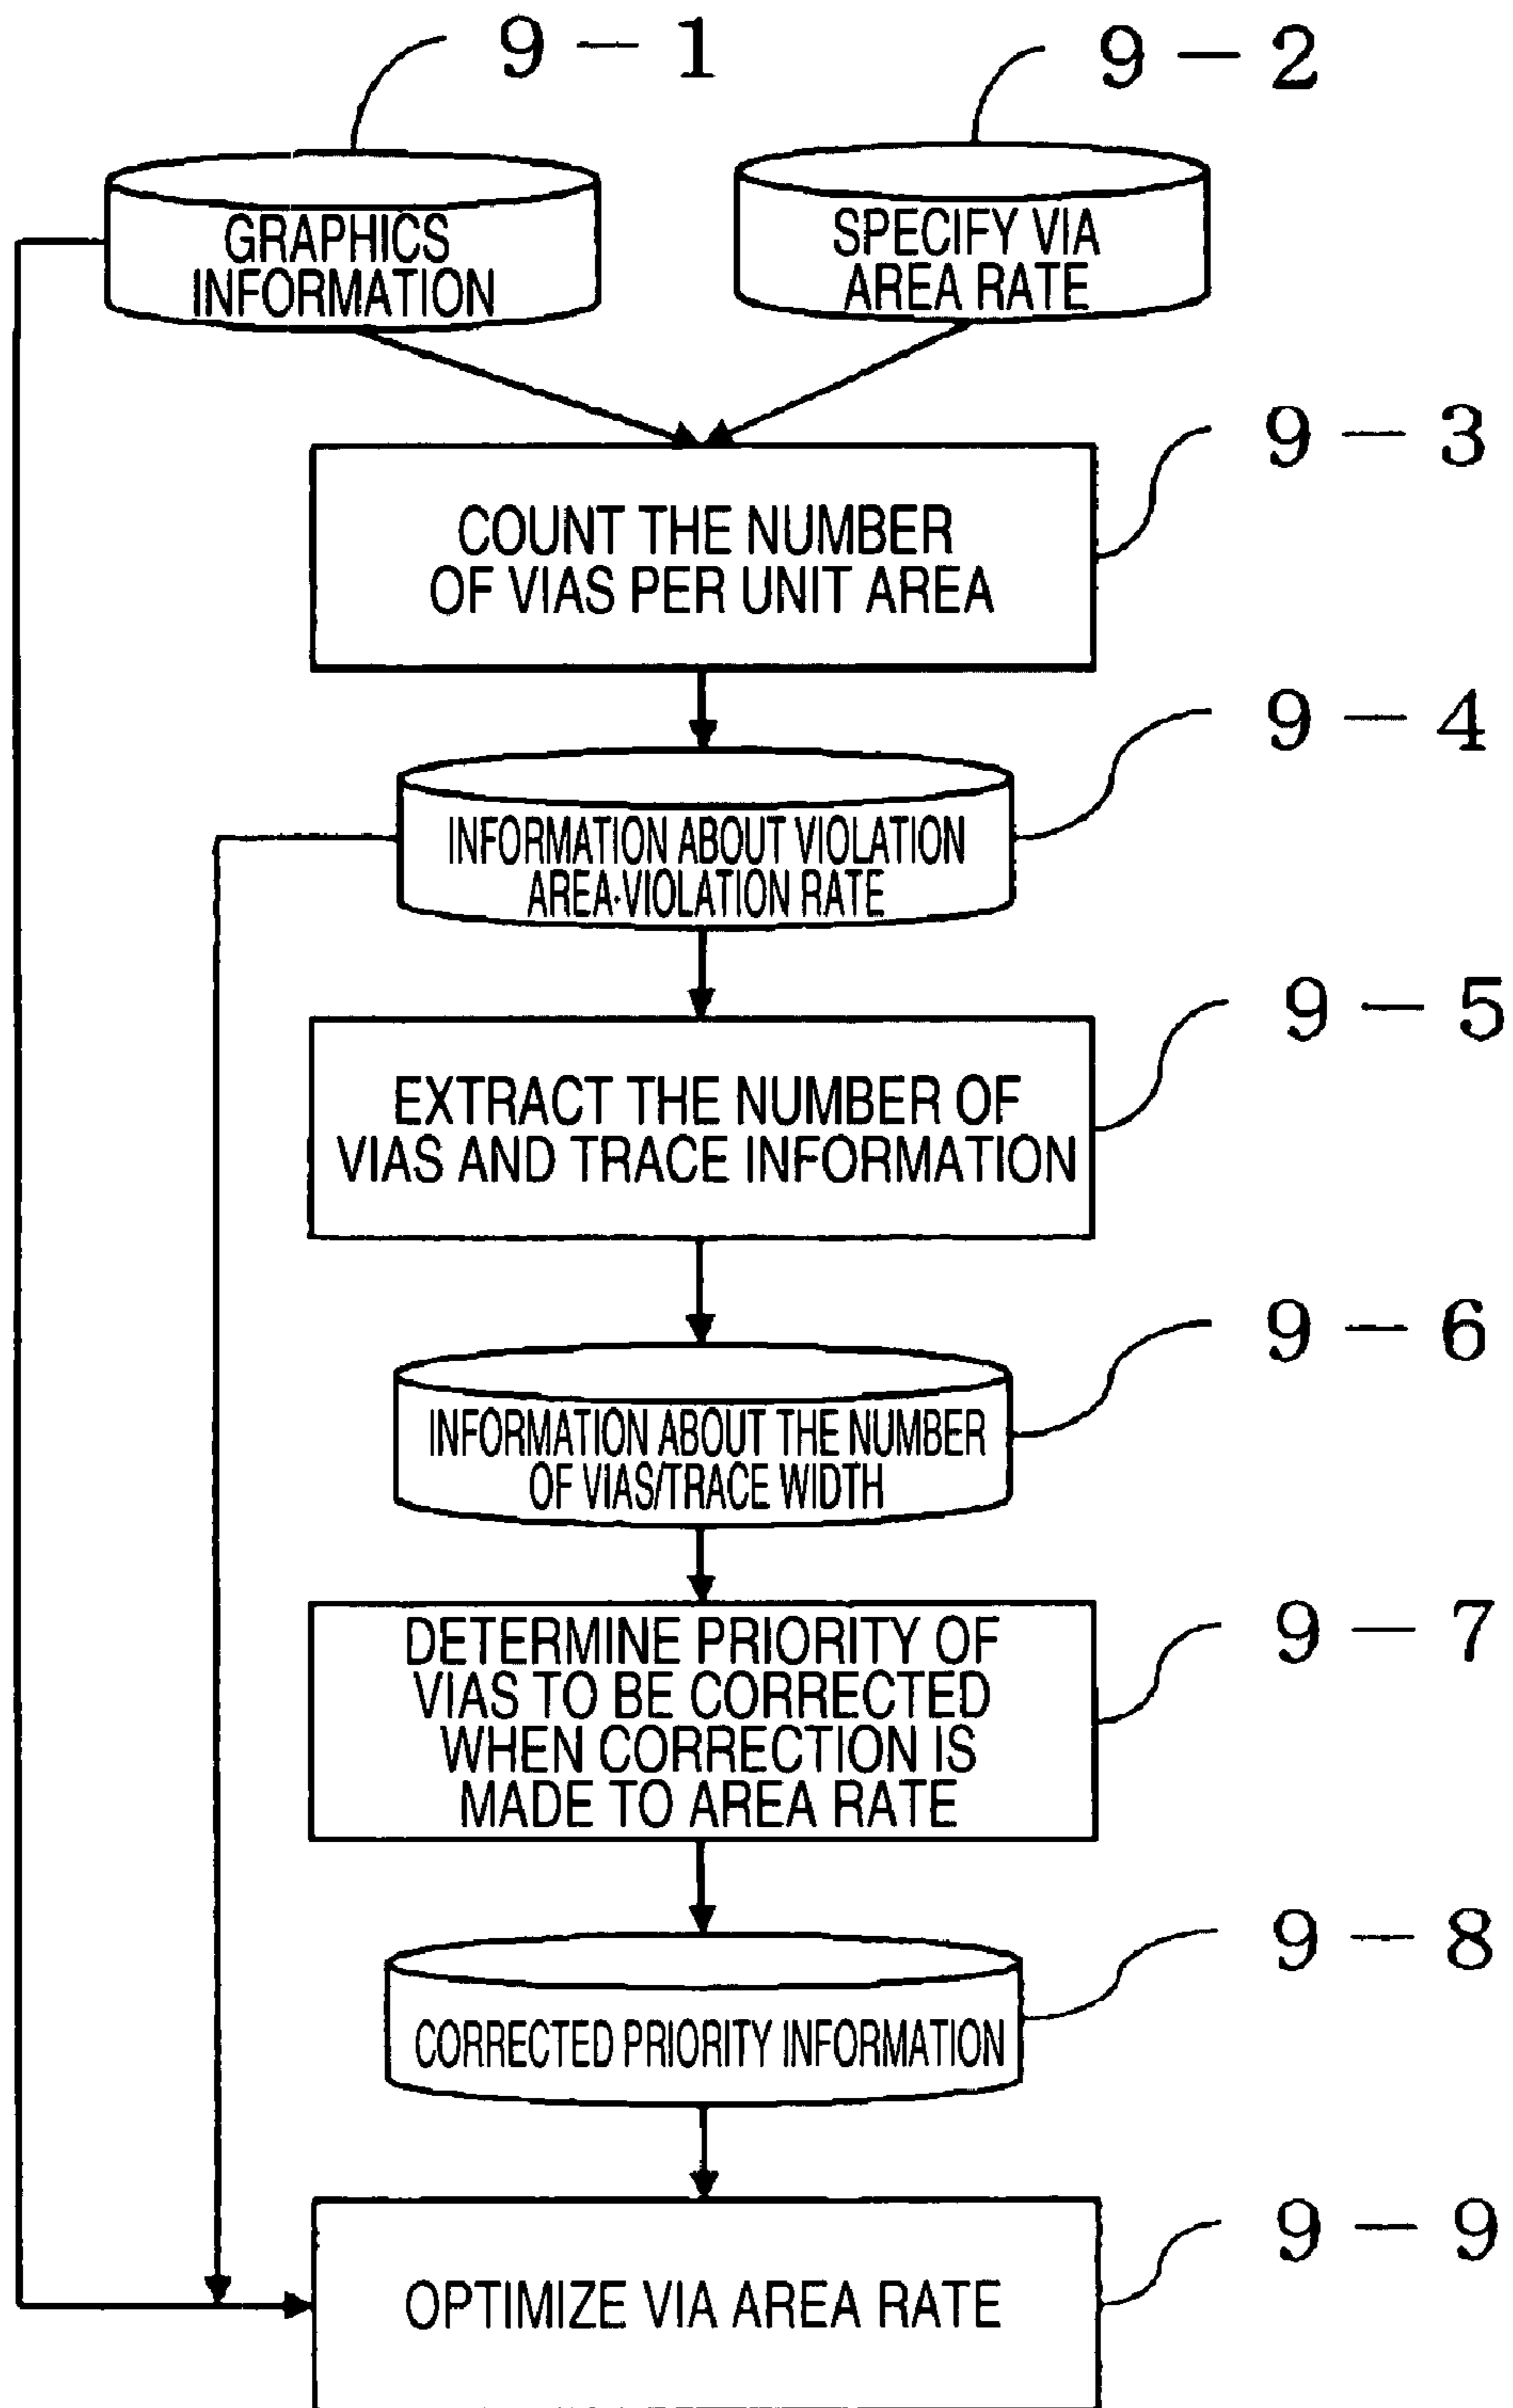 9-1
9-2
GRAPHICS
INFORMATION
SPECIFY VIA
AREA RATE
9-3
COUNT THE NUMBER
OF VIAS PER UNIT AREA
9-4
INFORMATION ABOUT VIOLATION
AREA·VIOLATION RATE
9-5
EXTRACT THE NUMBER OF
VIAS AND TRACE INFORMATION
9-6
INFORMATION ABOUT THE NUMBER
OF VIAS/TRACE WIDTH
9-7
DETERMINE PRIORITY OF
VIAS TO BE CORRECTED
WHEN CORRECTION IS
MADE TO AREA RATE
9-8
CORRECTED PRIORITY INFORMATION
9-9
OPTIMIZE VIA AREA RATE